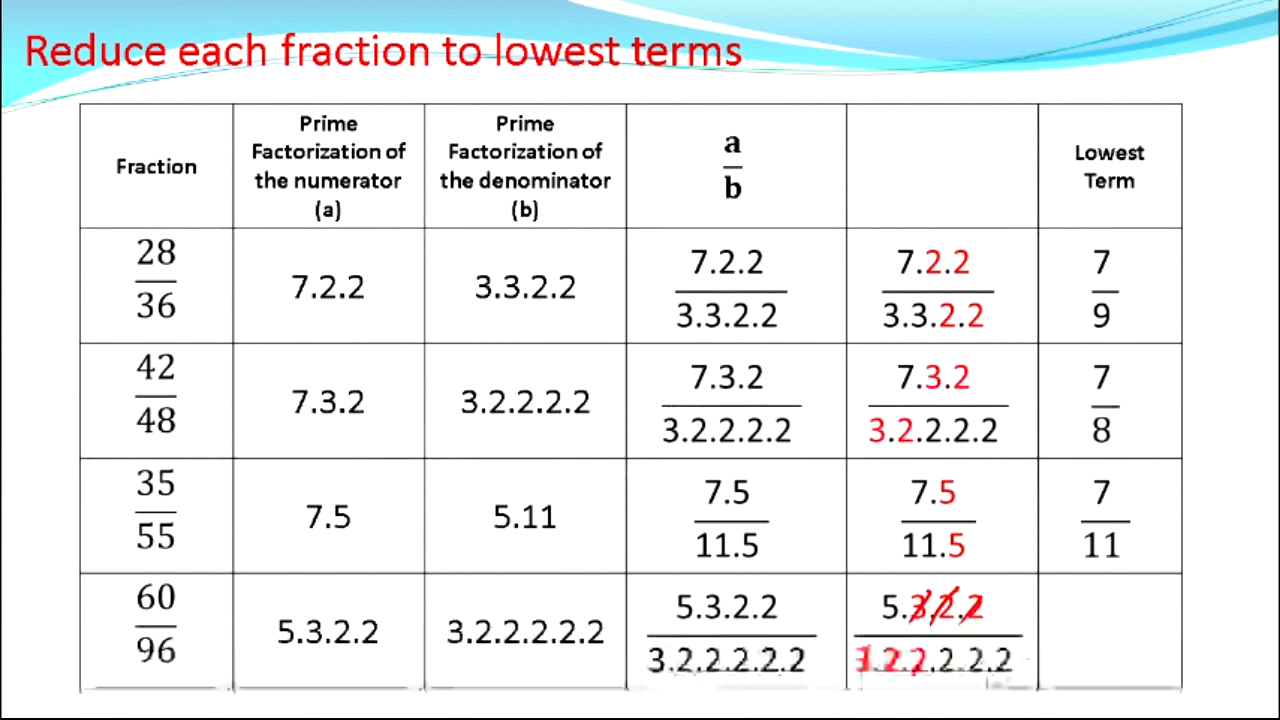 Reduce each fraction to lowest terms
Fraction
Prime
Factorization of
the numerator
(a)
Prime
Factorization of
the denominator
(b)
a
b
Lowest
Term
28
36
7.2.2
3.3.2.2
7.2.2
3.3.2.2
7.2.2
3.3.2.2
7
9
42
48
7.3.2
3.2.2.2.2
7.3.2
3.2.2.2.2
7.3.2
3.2.2.2.2
7
8
35
55
7.5
5.11
7.5
11.5
7.5
11.5
7
11
60
96
5.3.2.2
3.2.2.2.2.2
5.3.2.2
3.2.2.2.2.2
5.3.2.2
3.2.2.2.2.2